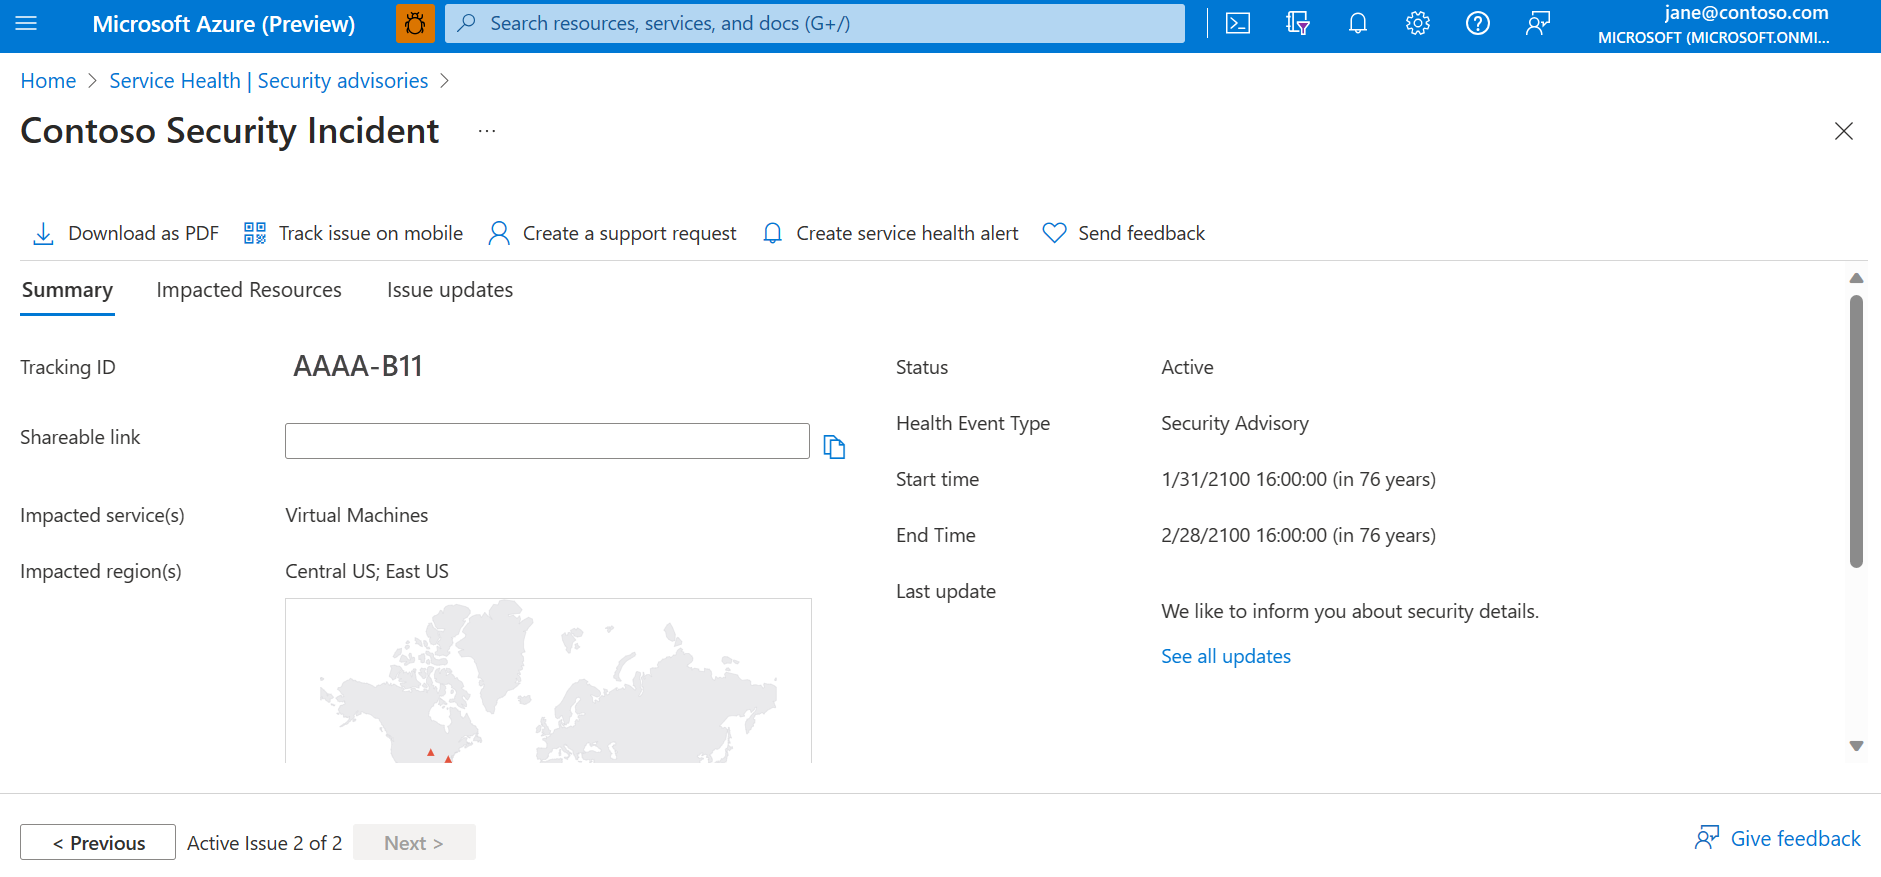 Microsoft Azure (Preview)
Search resources, services, and docs (G+/)
jane@contoso.com
MICROSOFT (MICROSOFT.ONMI...
Home > Service Health | Security advisories >
Contoso Security Incident ...
Download as PDF
Track issue on mobile
Create a support request
Create service health alert
Send feedback
Summary
Impacted Resources
Issue updates
Tracking ID
AAAA-B11
Shareable link
Impacted service(s)
Virtual Machines
Impacted region(s)
Central US; East US
Status
Active
Health Event Type
Security Advisory
Start time
1/31/2100 16:00:00 (in 76 years)
End Time
2/28/2100 16:00:00 (in 76 years)
Last update
We like to inform you about security details.
See all updates
< Previous
Active Issue 2 of 2
Next >
Give feedback